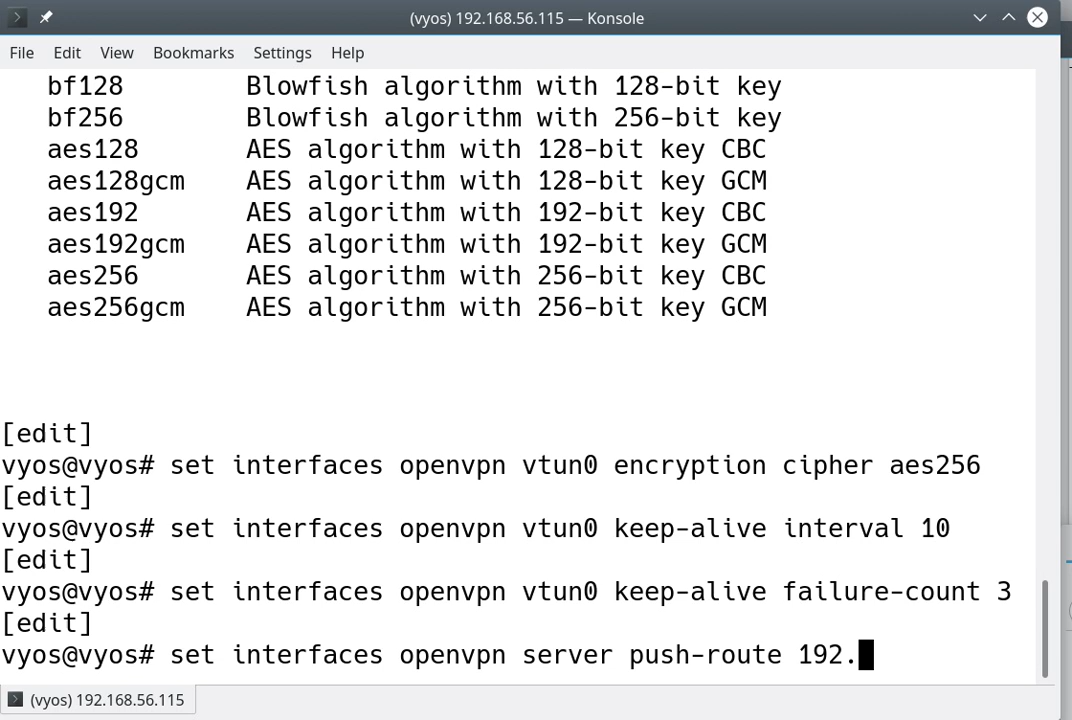 (vyos) 192.168.56.115 — Konsole
File Edit View Bookmarks Settings Help
bf128 Blowfish algorithm with 128-bit key
bf256 Blowfish algorithm with 256-bit key
aes128 AES algorithm with 128-bit key CBC
aes128gcm AES algorithm with 128-bit key GCM
aes192 AES algorithm with 192-bit key CBC
aes192gcm AES algorithm with 192-bit key GCM
aes256 AES algorithm with 256-bit key CBC
aes256gcm AES algorithm with 256-bit key GCM
[edit]
vyos@vyos# set interfaces openvpn vtun0 encryption cipher aes256
[edit]
vyos@vyos# set interfaces openvpn vtun0 keep-alive interval 10
[edit]
vyos@vyos# set interfaces openvpn vtun0 keep-alive failure-count 3
[edit]
vyos@vyos# set interfaces openvpn server push-route 192.
(vyos) 192.168.56.115